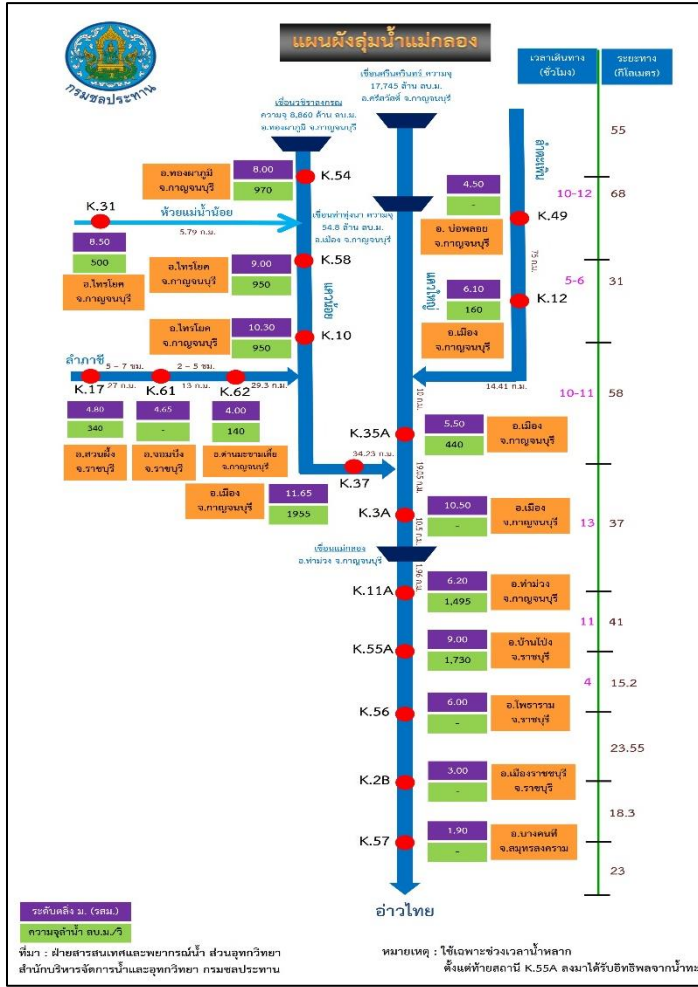 แผนผังลุ่มน้ำแม่กลอง
กรมชลประทาน
เวลาเดินทาง
(ชั่วโมง)
ระยะทาง
(กิโลเมตร)
เขื่อนศรีนครินทร์ ความจุ
17,745 ล้าน ลบ.ม.
อ.ศรีสวัสดิ์ จ.กาญจนบุรี
เขื่อนวชิราลงกรณ
ความจุ 8,860 ล้าน ลบ.ม.
อ.ทองผาภูมิ จ.กาญจนบุรี
ลำตะเพิน
55
อ.ทองผาภูมิ
จ.กาญจนบุรี
8.00
970
K.54
10-12
68
K.31
ห้วยแม่น้ำน้อย
5.79 ก.ม.
เขื่อนท่าทุ่งนา ความจุ
54.8 ล้าน ลบ.ม.
อ.เมือง จ.กาญจนบุรี
4.50
-
K.49
อ. บ่อพลอย
จ.กาญจนบุรี
8.50
500
อ.ไทรโยค
จ.กาญจนบุรี
อ.ไทรโยค
จ.กาญจนบุรี
9.00
950
K.58
แควน้อย
แควใหญ่
75 ก.ม.
5-6
31
6.10
160
K.12
อ.เมือง
จ.กาญจนบุรี
อ.ไทรโยค
จ.กาญจนบุรี
10.30
950
K.10
ลำภาชี
5 – 7 ชม.
2 – 5 ชม.
27 ก.ม.
13 ก.ม.
29.3 ก.ม.
14.41 ก.ม.
10 ก.ม.
10-11
58
K.17
K.61
K.62
4.80
340
อ.สวนผึ้ง
จ.ราชบุรี
4.65
-
อ.จอมบึง
จ.ราชบุรี
4.00
140
อ.ด่านมะขามเตี้ย
จ.กาญจนบุรี
K.35A
5.50
440
อ.เมือง
จ.กาญจนบุรี
34.23 ก.ม.
K.37
อ.เมือง
จ.กาญจนบุรี
11.65
1955
K.3A
10.5 ก.ม.
10.50
-
อ.เมือง
จ.กาญจนบุรี
13
37
เขื่อนแม่กลอง
อ.ท่าม่วง จ.กาญจนบุรี
1.96 ก.ม.
K.11A
6.20
1,495
อ.ท่าม่วง
จ.กาญจนบุรี
11
41
K.55A
9.00
1,730
อ.บ้านโป่ง
จ.ราชบุรี
4
15.2
K.56
6.00
-
อ.โพธาราม
จ.ราชบุรี
23.55
K.2B
3.00
-
อ.เมืองราชบุรี
จ.ราชบุรี
18.3
K.57
1.90
-
อ.บางคนที
จ.สมุทรสงคราม
23
อ่าวไทย
ระดับตลิ่ง ม. (รสม.)
ความจุลำน้ำ ลบ.ม./วิ
ที่มา : ฝ่ายสารสนเทศและพยากรณ์น้ำ ส่วนอุทกวิทยา
สำนักบริหารจัดการน้ำและอุทกวิทยา กรมชลประทาน
หมายเหตุ : ใช้เฉพาะช่วงเวลาน้ำหลาก
ตั้งแต่ท้ายสถานี K.55A ลงมาได้รับอิทธิพลจากน้ำทะ